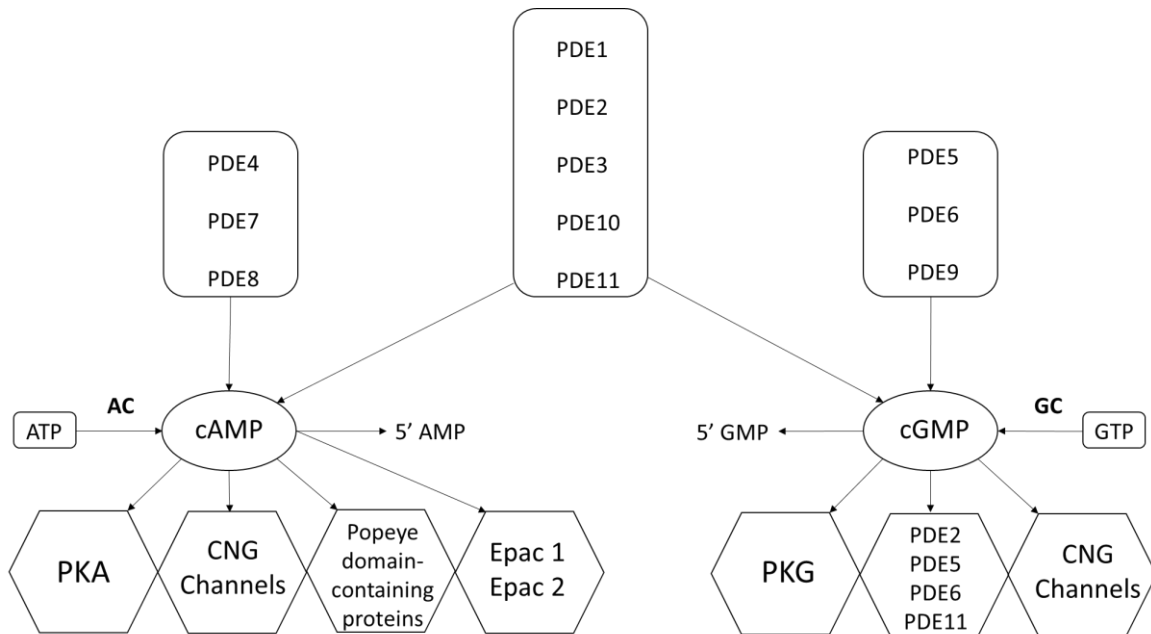 PDE1
PDE2
PDE3
PDE10
PDE11
PDE4
PDE7
PDE8
PDE5
PDE6
PDE9
AC
ATP
cAMP
5’ AMP
5’ GMP
cGMP
GC
GTP
PKA
CNG
Channels
Popeye
domain-
containing
proteins
Epac 1
Epac 2
PKG
PDE2
PDE5
PDE6
PDE11
CNG
Channels